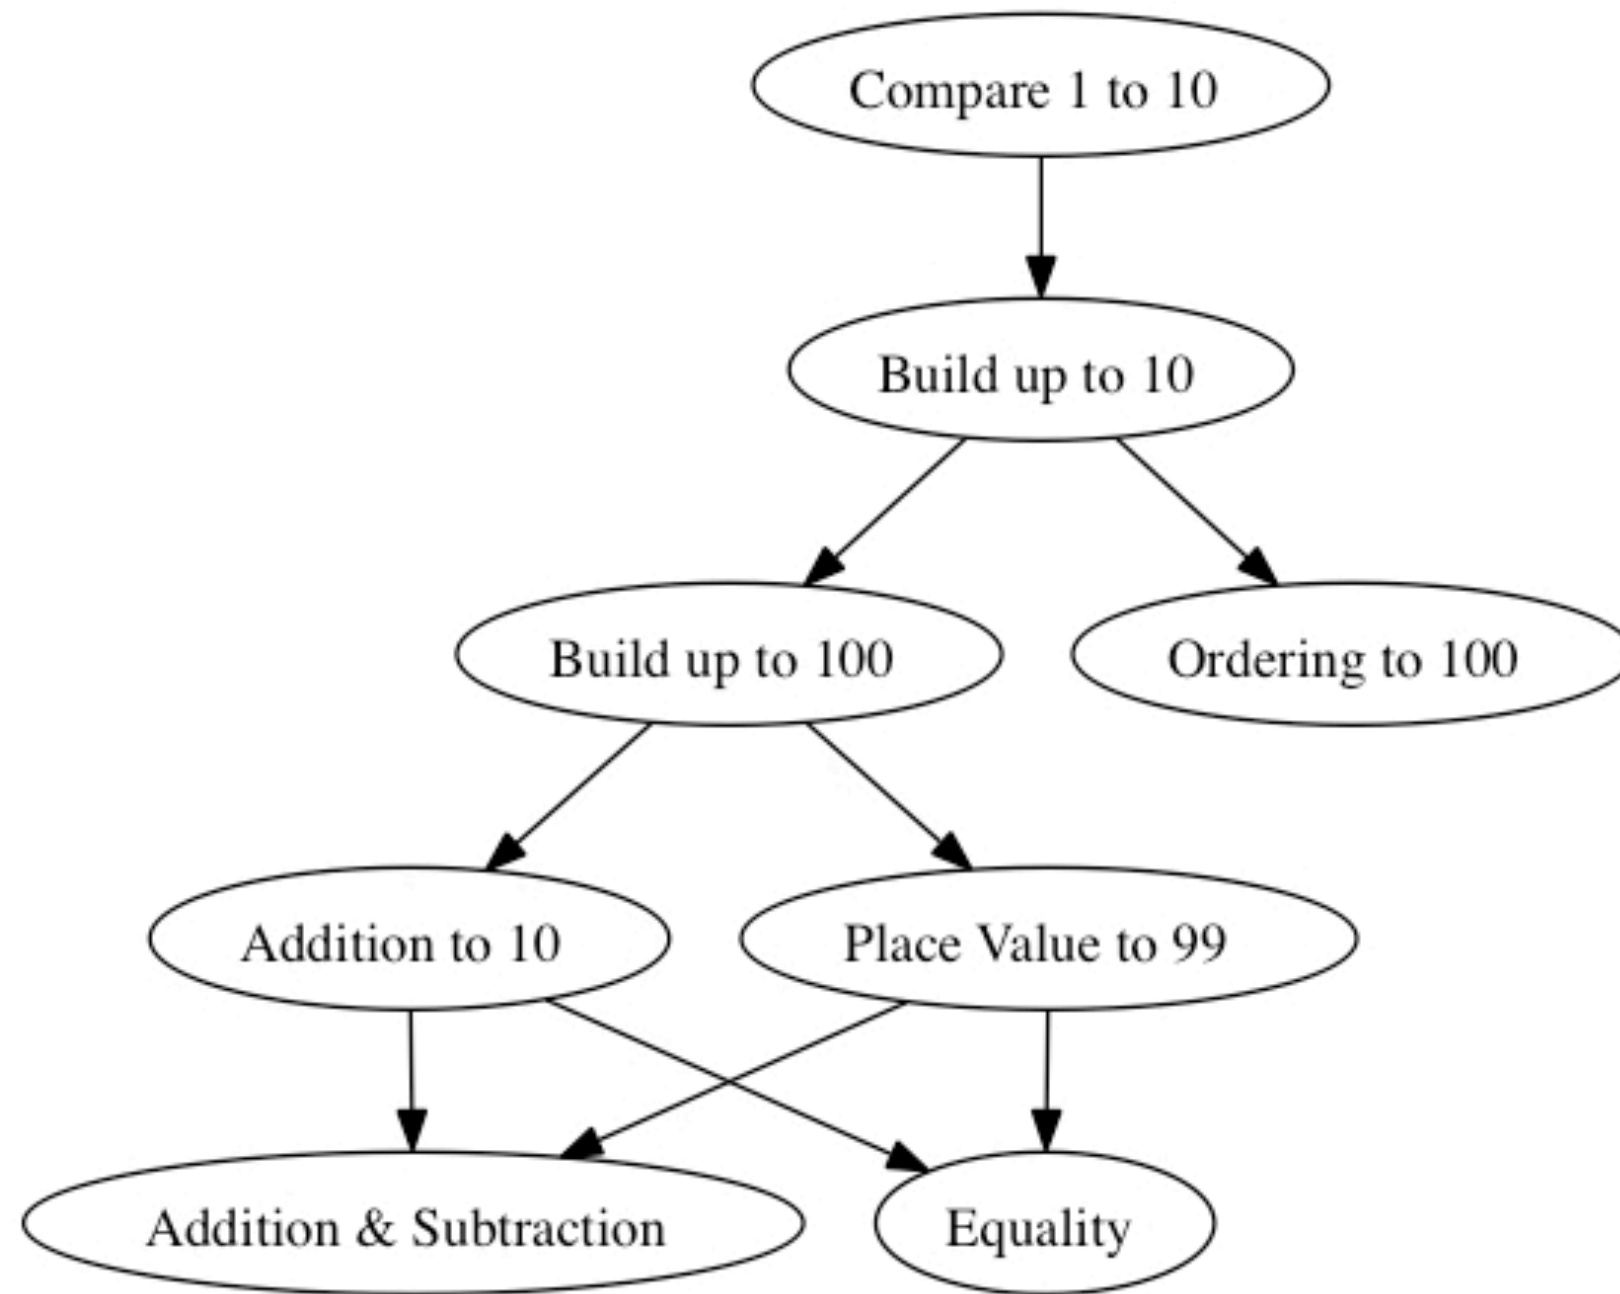 Compare 1 to 10
Build up to 10
Build up to 100
Ordering to 100
Addition to 10
Place Value to 99
Addition & Subtraction
Equality